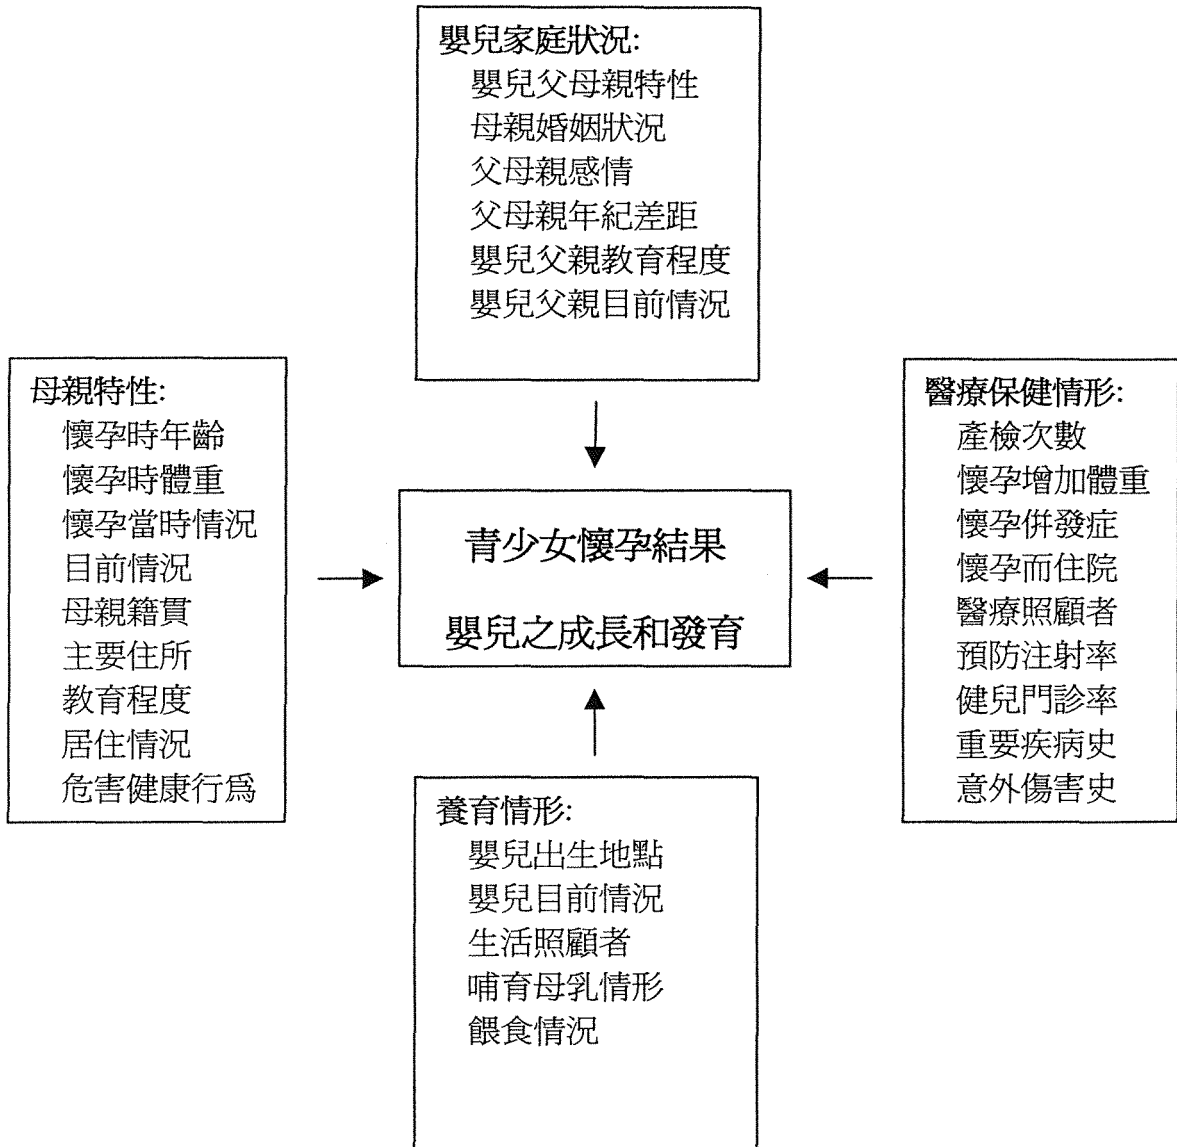 嬰兒家庭狀況:
嬰兒父母親特性
母親婚姻狀況
父母親感情
父母親年紀差距
嬰兒父親教育程度
嬰兒父親目前情況
母親特性:
懷孕時年齡
懷孕時體重
懷孕當時情況
目前情況
母親籍貫
主要住所
教育程度
居住情況
危害健康行爲
青少女懷孕結果
嬰兒之成長和發育
醫療保健情形:
產檢次數
懷孕增加體重
懷孕併發症
懷孕而住院
醫療照顧者
預防注射率
健兒門診率
重要疾病史
意外傷害史
養育情形:
嬰兒出生地點
嬰兒目前情況
生活照顧者
哺育母乳情形
餵食情況